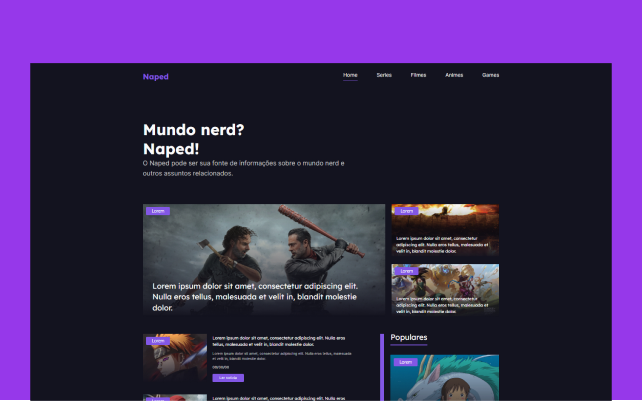 Naped
Home Series Filmes Animes Games
Mundo nerd?
Naped!
O Naped pode ser sua fonte de informações sobre o mundo nerd e
outros assuntos relacionados.
Lorem
Lorem ipsum dolor sit amet, consectetur adipiscing elit.
Nulla eros tellus, malesuada et velit in, blandit molestie
dolor.
Lorem
Lorem ipsum dolor sit amet, consectetur
adipiscing elit. Nulla eros tellus, malesuada et
velit in, blandit molestie dolor.
Lorem
Lorem ipsum dolor sit amet, consectetur
adipiscing elit. Nulla eros tellus, malesuada et
velit in, blandit molestie dolor.
Lorem
Lorem ipsum dolor sit amet, consectetur adipiscing elit. Nulla eros
tellus, malesuada et velit in, blandit molestie dolor.
Lorem ipsum dolor sit amet, consectetur adipiscing elit. Nulla eros tellus, malesuada
et velit in, blandit molestie dolor.
Lorem
Lorem ipsum dolor sit amet, consectetur adipiscing elit. Nulla eros
Populares
Lorem